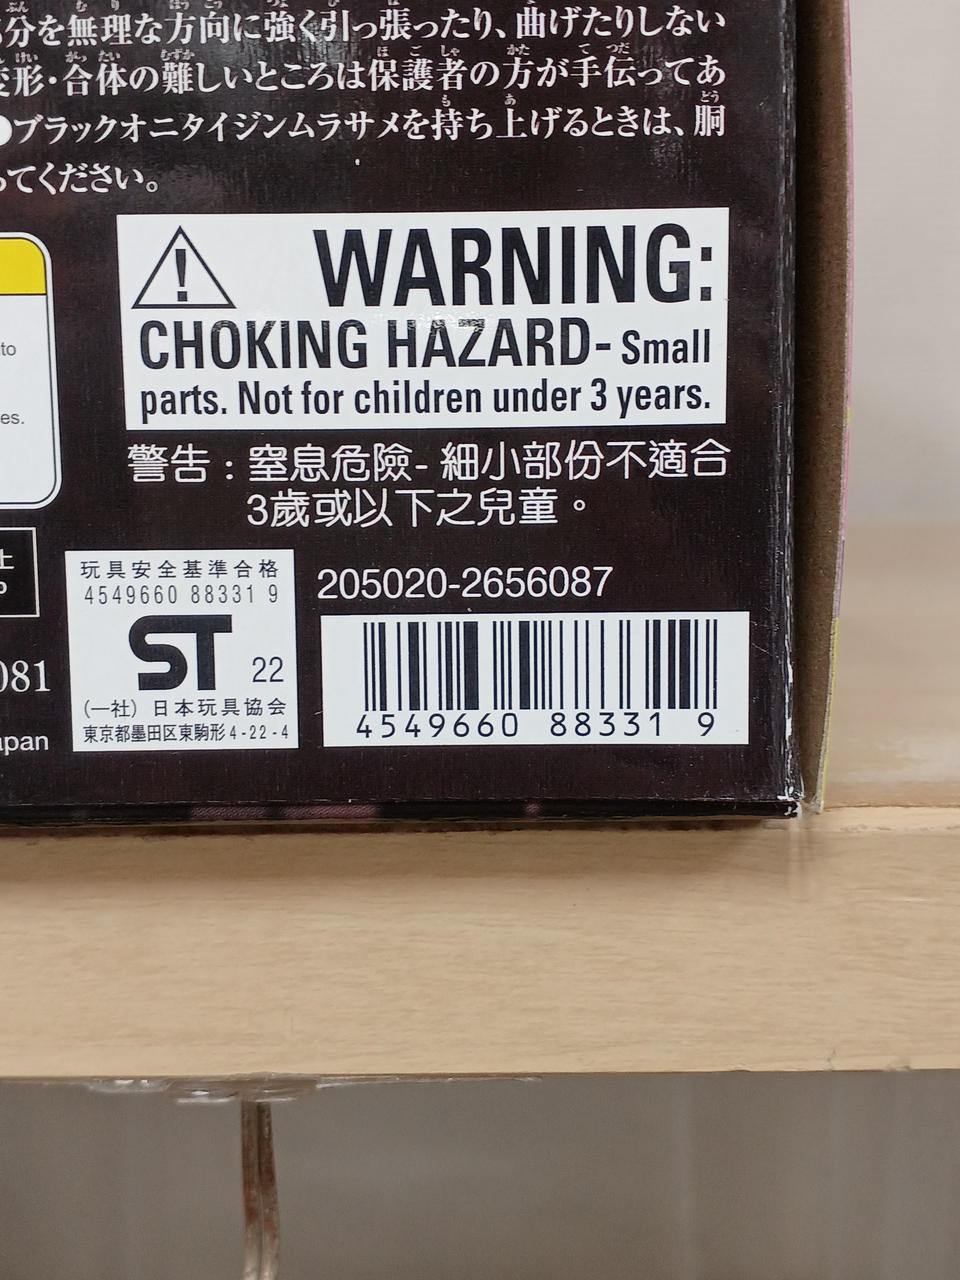 分を無理な方向に強く引っ張ったり、曲げたりしない
変形・合体の難しいところは保護者の方が手伝ってあ
●ブラックオニタイジンムラサメを持ち上げるときは、胴
ってください。
WARNING:
CHOKING HAZARD- Small
parts. Not for children under 3 years.
to
es.
警告：窒息危險- 細小部份不適合
3歲或以下之兒童。
玩具安全基準合格
4549660 88331 9
ST 22
(一社) 日本玩具協会
東京都墨田区東駒形4-22-4
205020-2656087
4549660 88331 9
081
apan